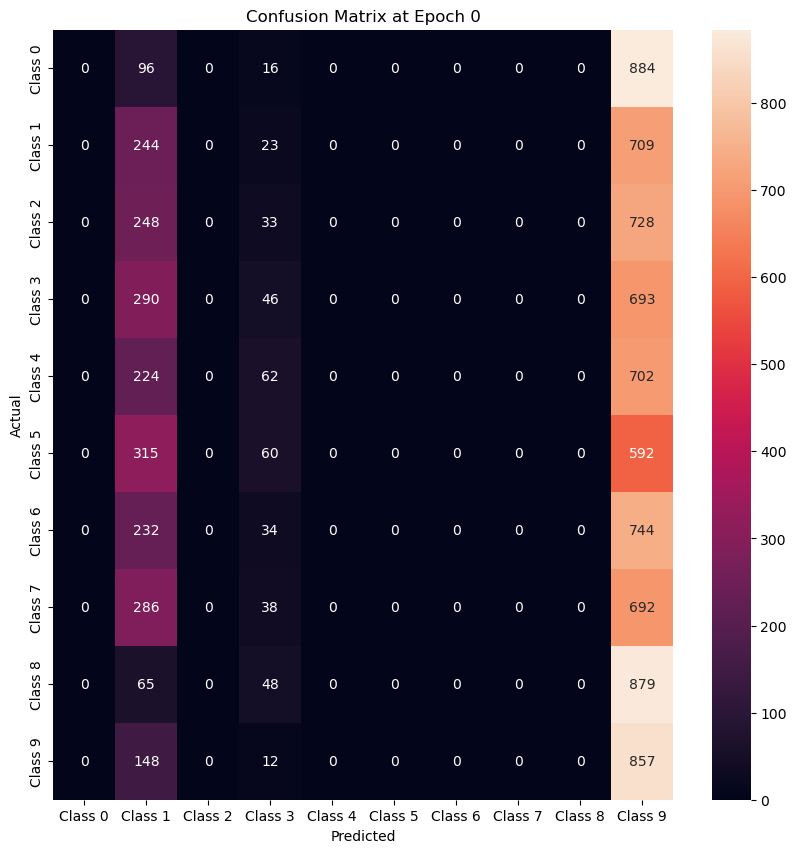 Confusion Matrix at Epoch 0
Class 0 0 96 0 16 0 0 0 0 0 884
Class 1 0 244 0 23 0 0 0 0 0 709
Class 2 0 248 0 33 0 0 0 0 0 728
Class 3 0 290 0 46 0 0 0 0 0 693
Class 4 0 224 0 62 0 0 0 0 0 702
Class 5 0 315 0 60 0 0 0 0 0 592
Class 6 0 232 0 34 0 0 0 0 0 744
Class 7 0 286 0 38 0 0 0 0 0 692
Class 8 0 65 0 48 0 0 0 0 0 879
Class 9 0 148 0 12 0 0 0 0 0 857
Class 0 Class 1 Class 2 Class 3 Class 4 Class 5 Class 6 Class 7 Class 8 Class 9
Predicted
Actual
800
700
600
500
400
300
200
100
0